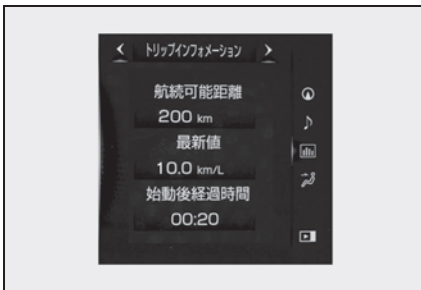 トリップインフォメーション
航続可能距離
200 km
最新値
10.0 km/L
始動後経過時間
00:20